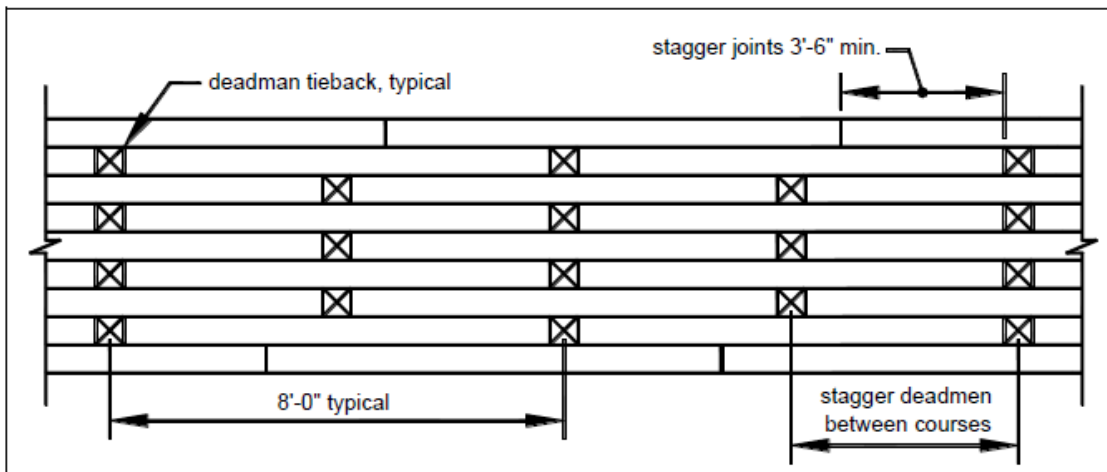 stagger joints 3'-6" min.
deadman tieback, typical
8'-0" typical
stagger deadmen
between courses